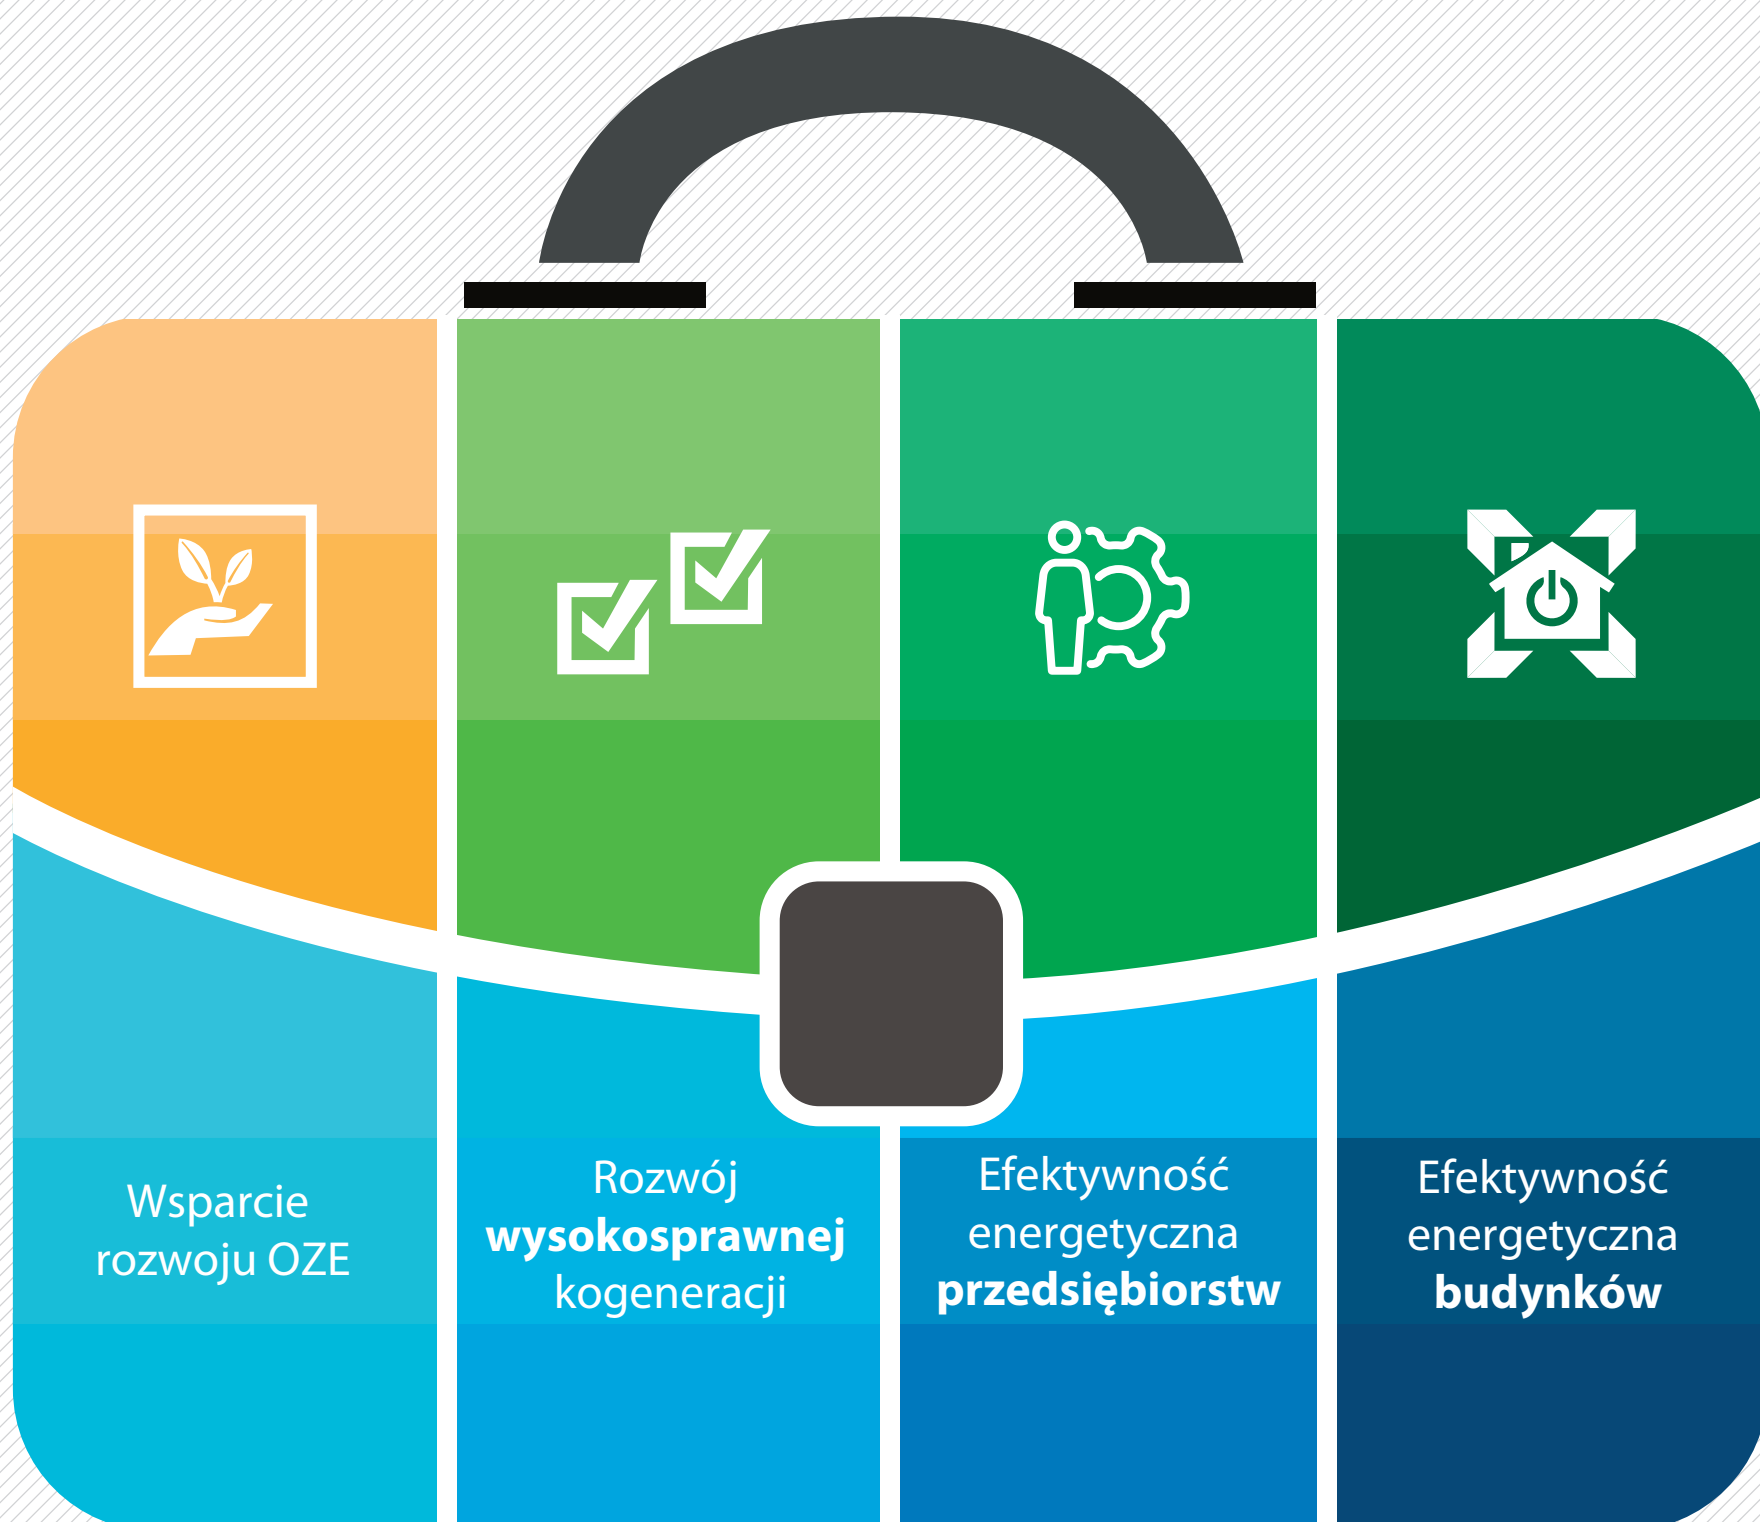 Wsparcie
rozwoju OZE
Rozwój
wysokosprawnej
kogeneracji
Efektywność
energetyczna
przedsiębiorstw
Efektywność
energetyczna
budynków